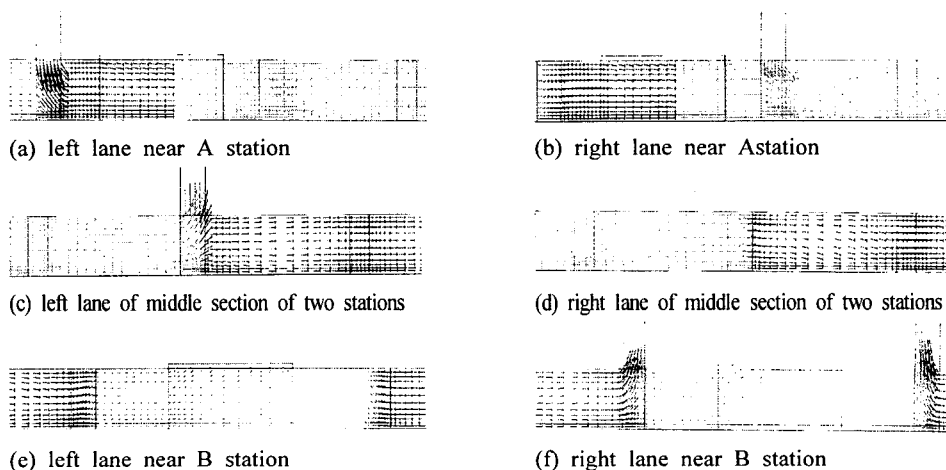 (a) left lane near A station
(b) right lane near Astation
(c) left lane of middle section of two stations
(d) right lane of middle section of two stations
(e) left lane near B station
(f) right lane near B station